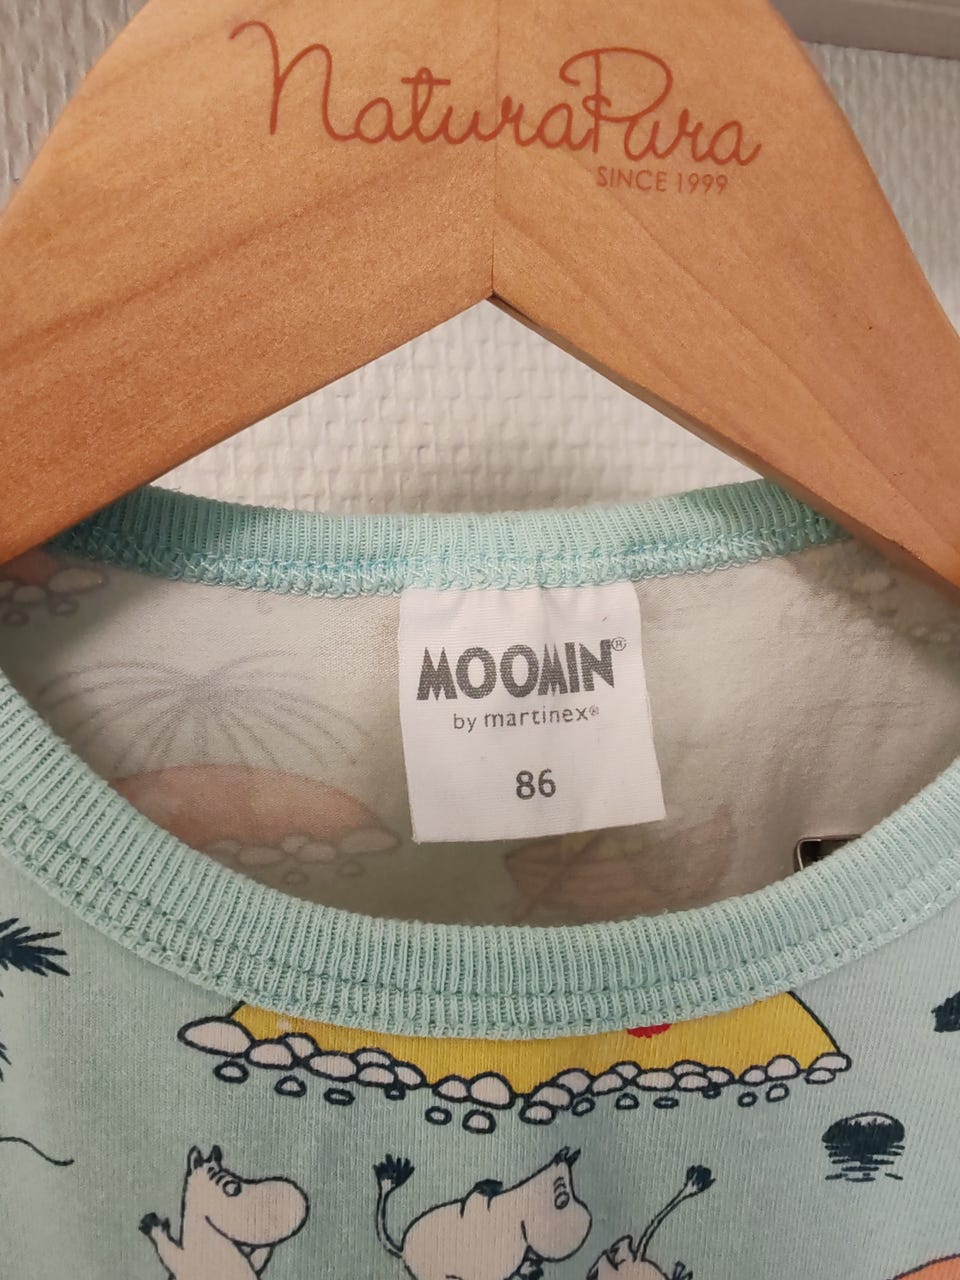 NaturaPura
SINCE 1999
MOOMIN®
by martinex®
86